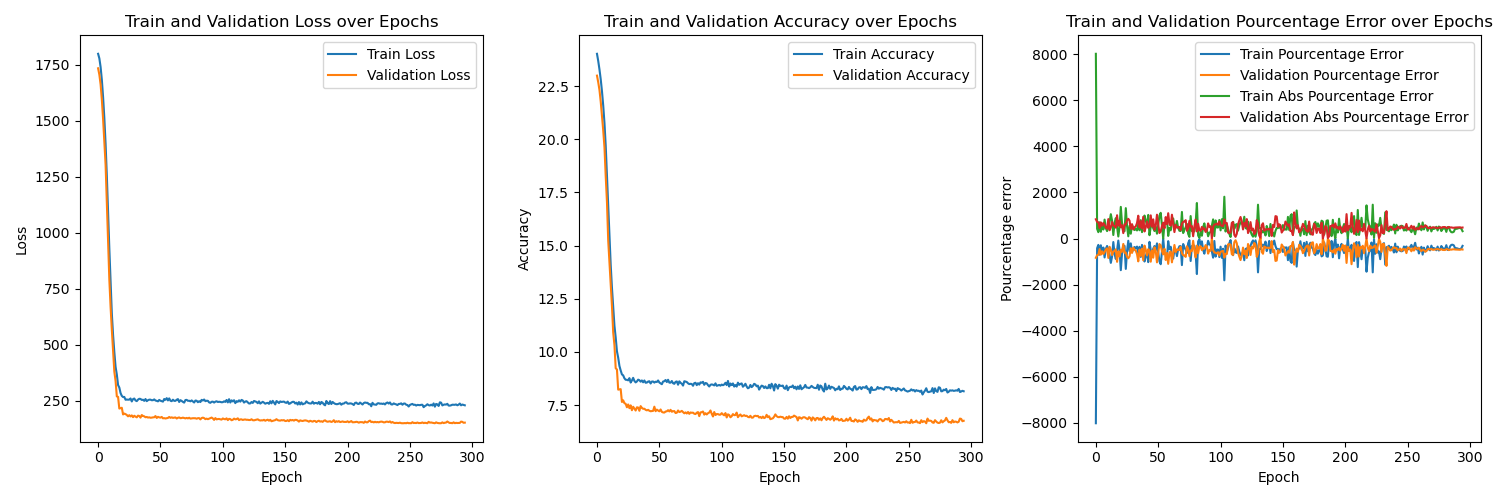 Train and Validation Loss over Epochs
Train Loss
Validation Loss
1750
1500
1250
1000
750
500
250
Loss
0
50
100
150
200
250
300
Epoch
Train and Validation Accuracy over Epochs
Train Accuracy
Validation Accuracy
22.5
20.0
17.5
15.0
12.5
10.0
7.5
Accuracy
0
50
100
150
200
250
300
Epoch
Train and Validation Pourcentage Error over Epochs
Train Pourcentage Error
Validation Pourcentage Error
Train Abs Pourcentage Error
Validation Abs Pourcentage Error
8000
6000
4000
2000
0
−2000
−4000
−6000
−8000
Pourcentage error
0
50
100
150
200
250
300
Epoch